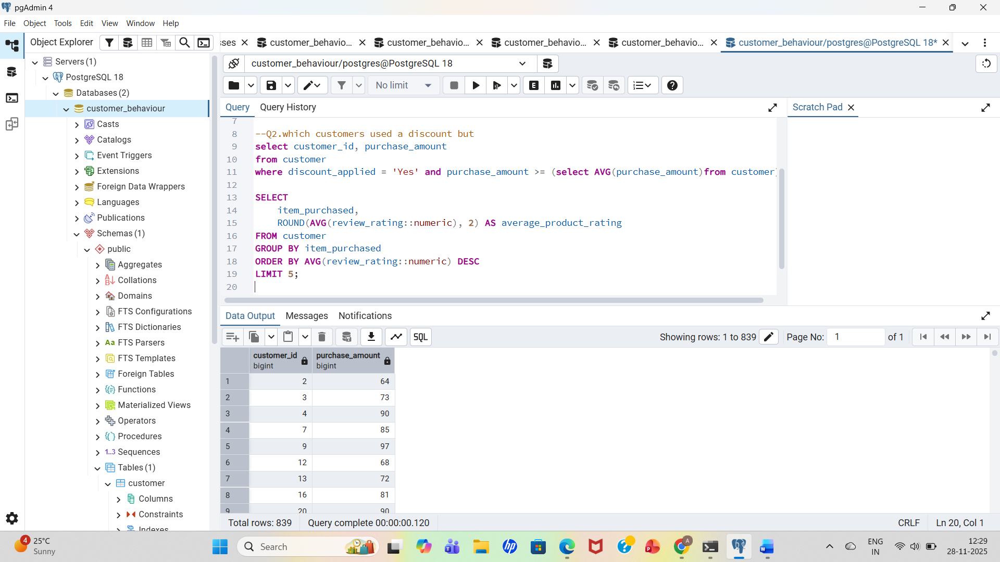 pgAdmin 4
File Object Tools Edit View Window Help
Object Explorer
sses
customer_behavio...
customer_behavio...
customer_behavio...
customer_behavio...
customer_behaviour/postgres@PostgreSQL 18*
Servers (1)
PostgreSQL 18
Databases (2)
customer_behaviour
Casts
Catalogs
Event Triggers
Extensions
Foreign Data Wrappers
Languages
Publications
Schemas (1)
public
Aggregates
Collations
Domains
FTS Configurations
FTS Dictionaries
Aa FTS Parsers
FTS Templates
Foreign Tables
Functions
Materialized Views
Operators
Procedures
1..3 Sequences
Tables (1)
customer
Columns
Constraints
Indexes
customer_behaviour/postgres@PostgreSQL 18
No limit
E
Query Query History
Scratch Pad
7
8 --Q2.which customers used a discount but
9 select customer_id, purchase_amount
10 from customer
11 where discount_applied = 'Yes' and purchase_amount >= (select AVG(purchase_amount)from customer)
12
13 SELECT
14 item_purchased,
15 ROUND(AVG(review_rating::numeric), 2) AS average_product_rating
16 FROM customer
17 GROUP BY item_purchased
18 ORDER BY AVG(review_rating::numeric) DESC
19 LIMIT 5;
20
Data Output Messages Notifications
SQL
Showing rows: 1 to 839
Page No: 1 of 1
customer_id purchase_amount
bigint bigint
1 2 64
2 3 73
3 4 90
4 7 85
5 9 97
6 12 68
7 13 72
8 16 81
9 20 90
Total rows: 839
Query complete 00:00:00.120
CRLF
Ln 20, Col 1
4
25°C
Sunny
Search
ENG
IN
12:29
28-11-2025